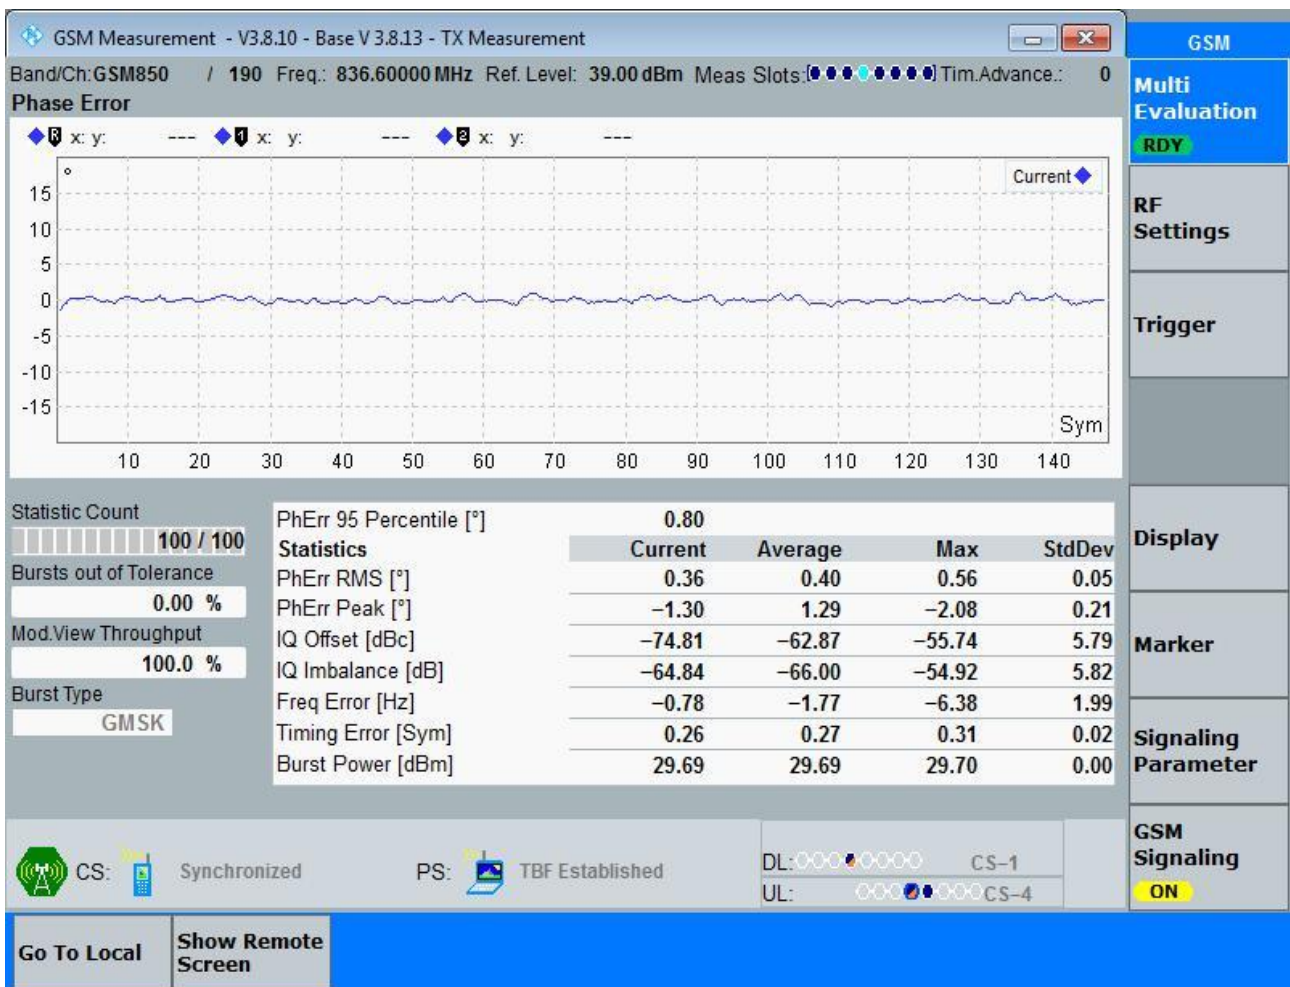 GSM Measurement - V3.8.10 - Base V 3.8.13 - TX Measurement
GSM
Band/Ch:GSM850 / 190 Freq.: 836.60000 MHz Ref. Level: 39.00 dBm Meas Slots: Tim.Advance.: 0
Phase Error
R x: y: --- 1 x: y: --- 2 x: y: ---
°
Current
15
10
5
0
-5
-10
-15
Sym
10 20 30 40 50 60 70 80 90 100 110 120 130 140
Statistic Count
100 / 100
Bursts out of Tolerance
0.00 %
Mod.View Throughput
100.0 %
Burst Type
GMSK
PhErr 95 Percentile [°] 0.80
Statistics Current Average Max StdDev
PhErr RMS [°] 0.36 0.40 0.56 0.05
PhErr Peak [°] −1.30 1.29 −2.08 0.21
IQ Offset [dBc] −74.81 −62.87 −55.74 5.79
IQ Imbalance [dB] −64.84 −66.00 −54.92 5.82
Freq Error [Hz] −0.78 −1.77 −6.38 1.99
Timing Error [Sym] 0.26 0.27 0.31 0.02
Burst Power [dBm] 29.69 29.69 29.70 0.00
CS: Synchronized PS: TBF Established
DL: CS−1
UL: CS−4
Multi
Evaluation
RDY
RF
Settings
Trigger
Display
Marker
Signaling
Parameter
GSM
Signaling
ON
Go To Local
Show Remote
Screen